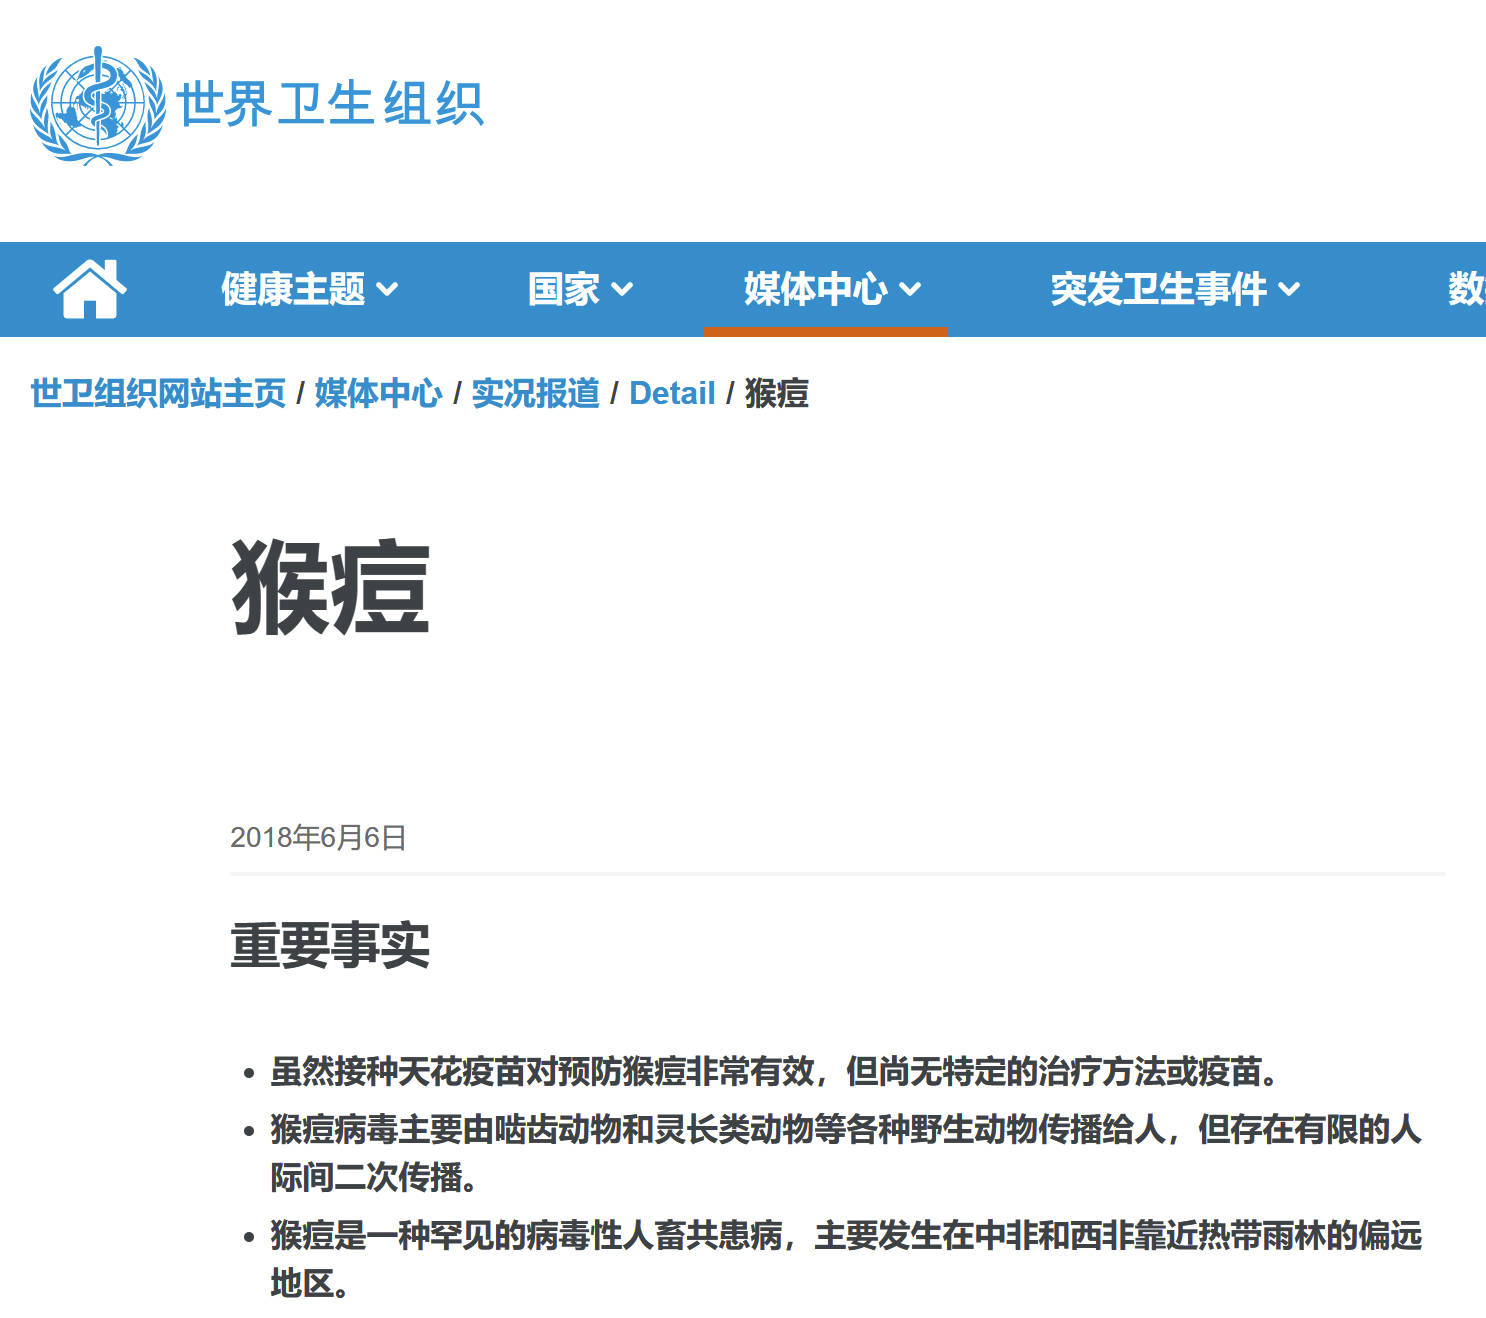 世界卫生组织
健康主题 国家 媒体中心 突发卫生事件
世卫组织网站主页 / 媒体中心 / 实况报道 / Detail / 猴痘
猴痘
2018年6月6日
重要事实
• 虽然接种天花疫苗对预防猴痘非常有效，但尚无特定的治疗方法或疫苗。
• 猴痘病毒主要由啮齿动物和灵长类动物等各种野生动物传播给人，但存在有限的人
际间二次传播。
• 猴痘是一种罕见的病毒性人畜共患病，主要发生在中非和西非靠近热带雨林的偏远
地区。